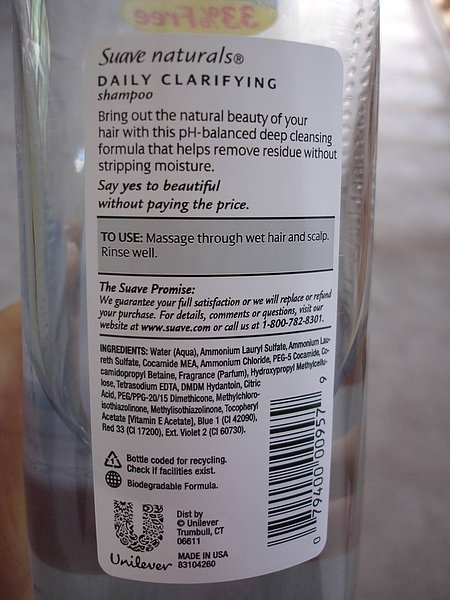 33% Free
Suave naturals®
DAILY CLARIFYING
shampoo
Bring out the natural beauty of your
hair with this pH-balanced deep cleansing
formula that helps remove residue without
stripping moisture.
Say yes to beautiful
without paying the price.
TO USE: Massage through wet hair and scalp.
Rinse well.
The Suave Promise:
We guarantee your full satisfaction or we will replace or refund
your purchase. For details, comments or questions, visit our
website at www.suave.com or call us at 1-800-782-8301.
INGREDIENTS: Water (Aqua), Ammonium Lauryl Sulfate, Ammonium Lau-
reth Sulfate, Cocamide MEA, Ammonium Chloride, PEG-5 Cocamide, Co-
camidopropyl Betaine, Fragrance (Parfum), Hydroxypropyl Methylcellu-
lose, Tetrasodium EDTA, DMDM Hydantoin, Citric
Acid, PEG/PPG-20/15 Dimethicone, Methylchloro-
isothiazolinone, Methylisothiazolinone, Tocopheryl
Acetate [Vitamin E Acetate], Blue 1 (CI 42090),
Red 33 (CI 17200), Ext. Violet 2 (CI 60730).
Bottle coded for recycling.
Check if facilities exist.
Biodegradable Formula.
Dist by
© Unilever
Trumbull, CT
06611
Unilever
MADE IN USA
83104260
0 79400 00957 9